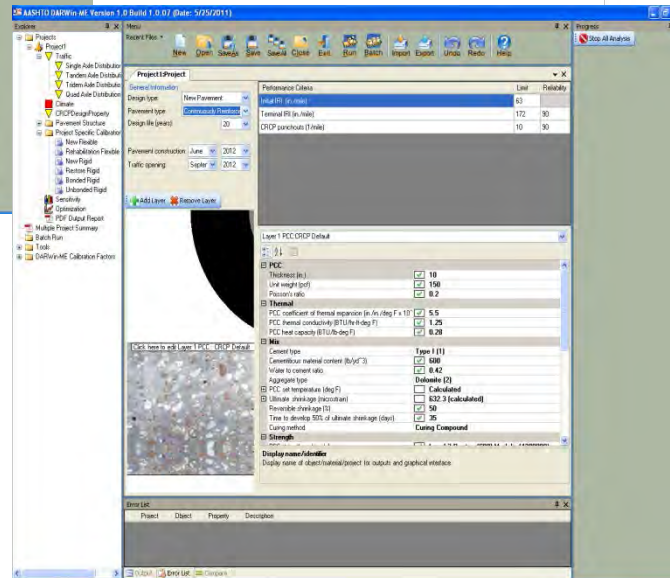 AASHTO DARWin-ME Version 1.0 Build 1.0.07 (Date: 5/25/2011)
Explorer
Projects
Project1
Traffic
Single Axle Distribution
Tandem Axle Distributi
Tridem Axle Distributi
Quad Axle Distribution
Climate
CRCPDesignProperty
Pavement Structure
Project Specific Calibration
New Flexible
Rehabilitation Flexible
New Rigid
Restore Rigid
Bonded Rigid
Unbonded Rigid
Sensitivity
Optimization
PDF Output Report
Multiple Project Summary
Batch Run
Tools
DARWin-ME Calibration Factors
Menu
Recent Files
New Open SaveAs Save SaveAll Close Exit Run Batch Import Export Undo Redo Help
Project1:Project
General Information
Design type: New Pavement
Pavement type: Continuously Reinforc
Design life (years): 20
Pavement construction: June 2012
Traffic opening: Septer 2012
Add Layer Remove Layer
Click here to edit Layer 1 PCC : CRCP Default
Performance Criteria Limit Reliability
Initial IRI (in./mile) 63
Terminal IRI (in./mile) 172 90
CRCP punchouts (1/mile) 10 90
Layer 1 PCC:CRCP Default
PCC
Thickness (in.) 10
Unit weight (pcf) 150
Poisson's ratio 0.2
Thermal
PCC coefficient of thermal expansion (in./in./deg F x 10^ 5.5
PCC thermal conductivity (BTU/hr-ft-deg F) 1.25
PCC heat capacity (BTU/lb-deg F) 0.28
Mix
Cement type Type I (1)
Cementitious material content (lb/yd^3) 600
Water to cement ratio 0.42
Aggregate type Dolomite (2)
PCC set temperature (deg F) Calculated
Ultimate shrinkage (microstrain) 632.3 (calculated)
Reversible shrinkage (%) 50
Time to develop 50% of ultimate shrinkage (days) 35
Curing method Curing Compound
Strength
Display name/identifier
Display name of object/material/project for outputs and graphical interface
Error List
Project Object Property Description
Output Error List Compare
Progress
Stop All Analysis